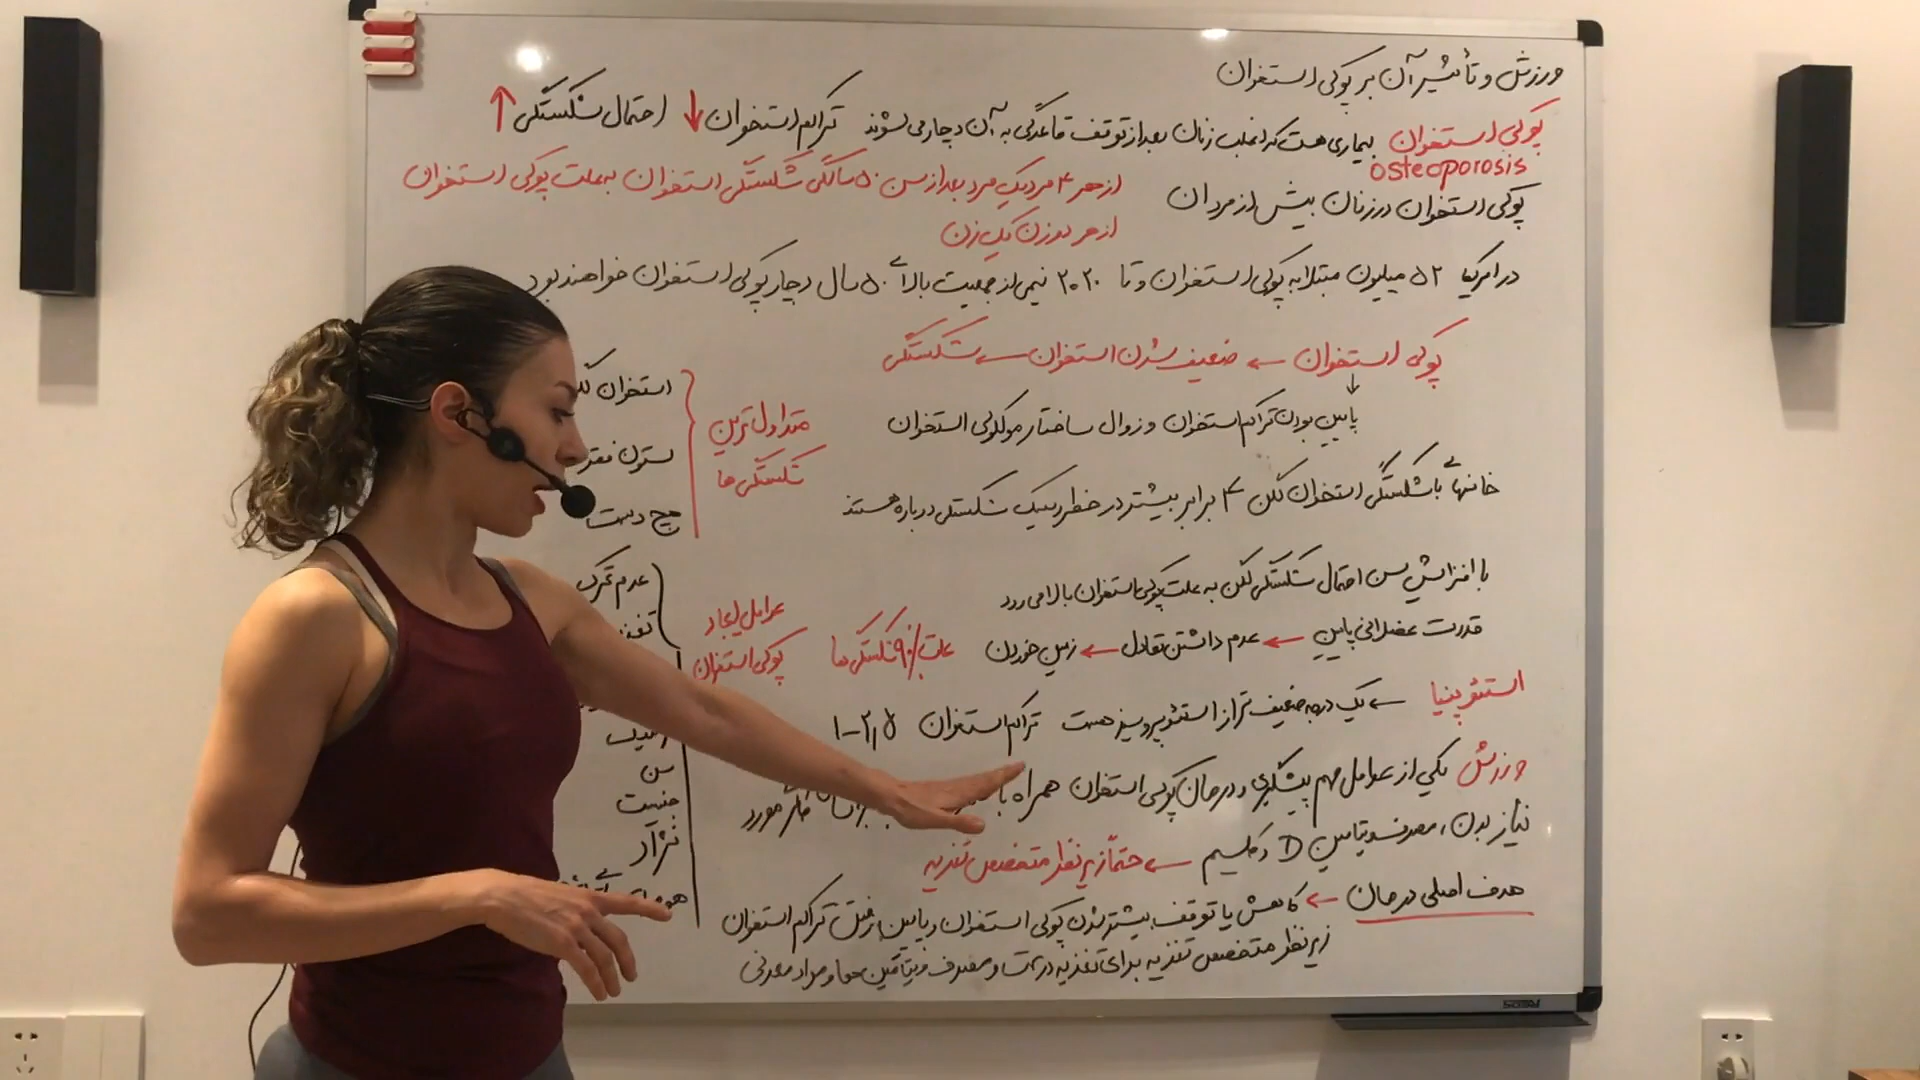 ورزش و تأثیر آن بر پوکی استخوان
پوکی استخوان بیماری هست که اغلب زنان بعد از توقف قاعدگی به آن دچار می شوند تراکم استخوان ↓ احتمال شکستگی ↑
osteoporosis
پوکی استخوان در زنان بیش از مردان
از هر ۴ مرد یک مرد بعد از سن ۵۰ سالگی شکستگی استخوان به علت پوکی استخوان
از هر دو زن یک زن
در امریکا ۵۲ میلیون مبتلا به پوکی استخوان و تا ۲۰۲۰ نیمی از جمعیت بالای ۵۰ سال دچار پوکی استخوان خواهند بود
پوکی استخوان ← ضعیف شدن استخوان ← شکستگی
↓
پایین بودن تراکم استخوان و زوال ساختار مولکولی استخوان
خانمهای با شکستگی استخوان لگن ۴ برابر بیشتر در خطر ریسک شکستگی دوباره هستند
با افزایش سن احتمال شکستگی لگن به علت پوکی استخوان بالا می رود
قدرت عضلانی پایین ← عدم داشتن تعادل ← زمین خوردن علت ۹۰٪ شکستگی ها
استئوپنیا ← یک درجه ضعیف تر از استئوپروسیز هست تراکم استخوان ۲,۵-۱
ورزش یکی از عوامل مهم پیشگیری و درمان پوکی استخوان همراه با مورد
نیاز بدن، مصرف ویتامین D و کلسیم ← حتماً زیر نظر متخصص تغذیه
هدف اصلی درمان ← کاهش یا توقف بیشتر شدن پوکی استخوان و پایین رفتن تراکم استخوان
زیر نظر متخصص تغذیه برای تغذیه درست و مصرف ویتامین ها و مواد معدنی
متداول ترین
شکستگی ها
استخوان
ستون
مچ دست
عوامل ایجاد
پوکی استخوان
عدم تحرک
سن
جنسیت
نژاد
SOTAY